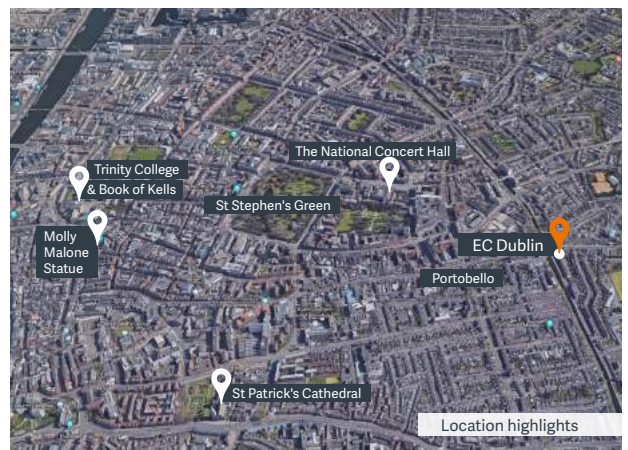 The National Concert Hall
Trinity College
& Book of Kells
St Stephen's Green
Molly
Malone
Statue
EC Dublin
Portobello
St Patrick's Cathedral
Location highlights